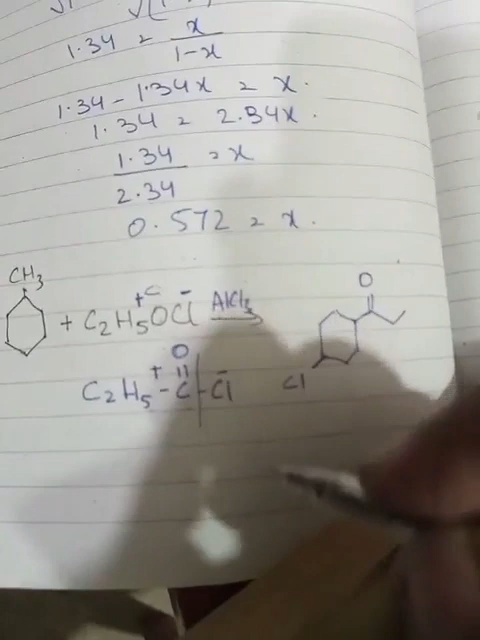 1.34 = x/1-x
1.34 - 1.34x = x.
1.34 = 2.34x.
1.34/2.34 = x
0.572 = x.
CH3
+ C2H5OCl AlCl3
+ C -
O
C2H5 - C - Cl
+ -
O
Cl